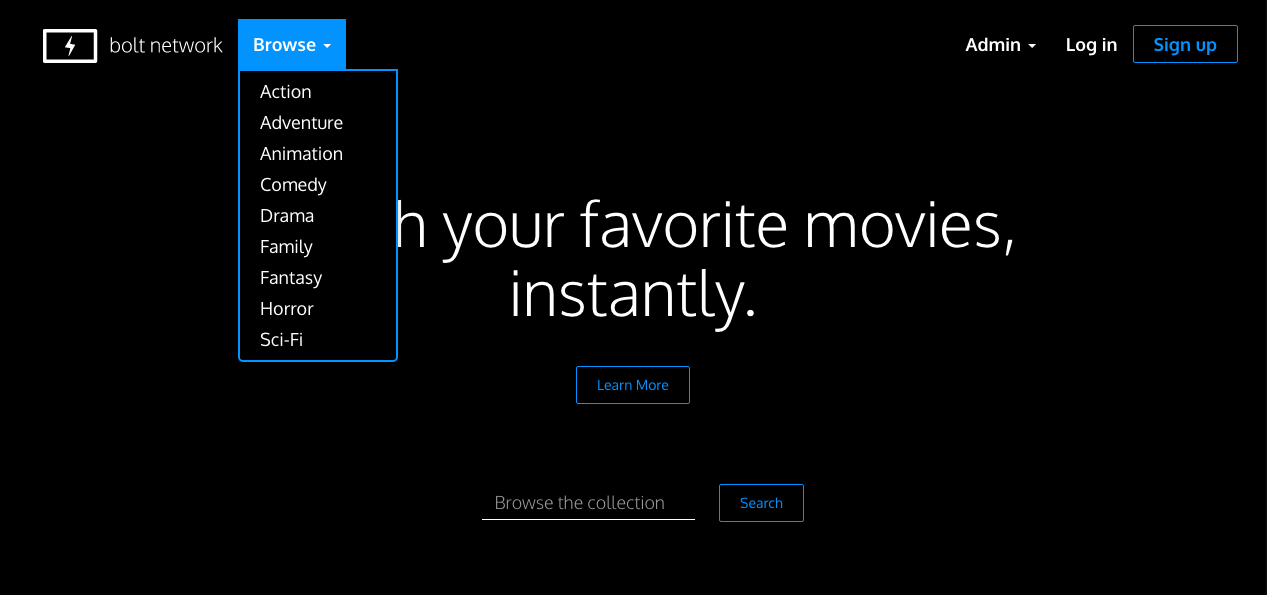 bolt network
Browse
Admin
Log in
Sign up
Action
Adventure
Animation
Comedy
Drama
Family
Fantasy
Horror
Sci-Fi
your favorite movies,
instantly.
Learn More
Browse the collection
Search